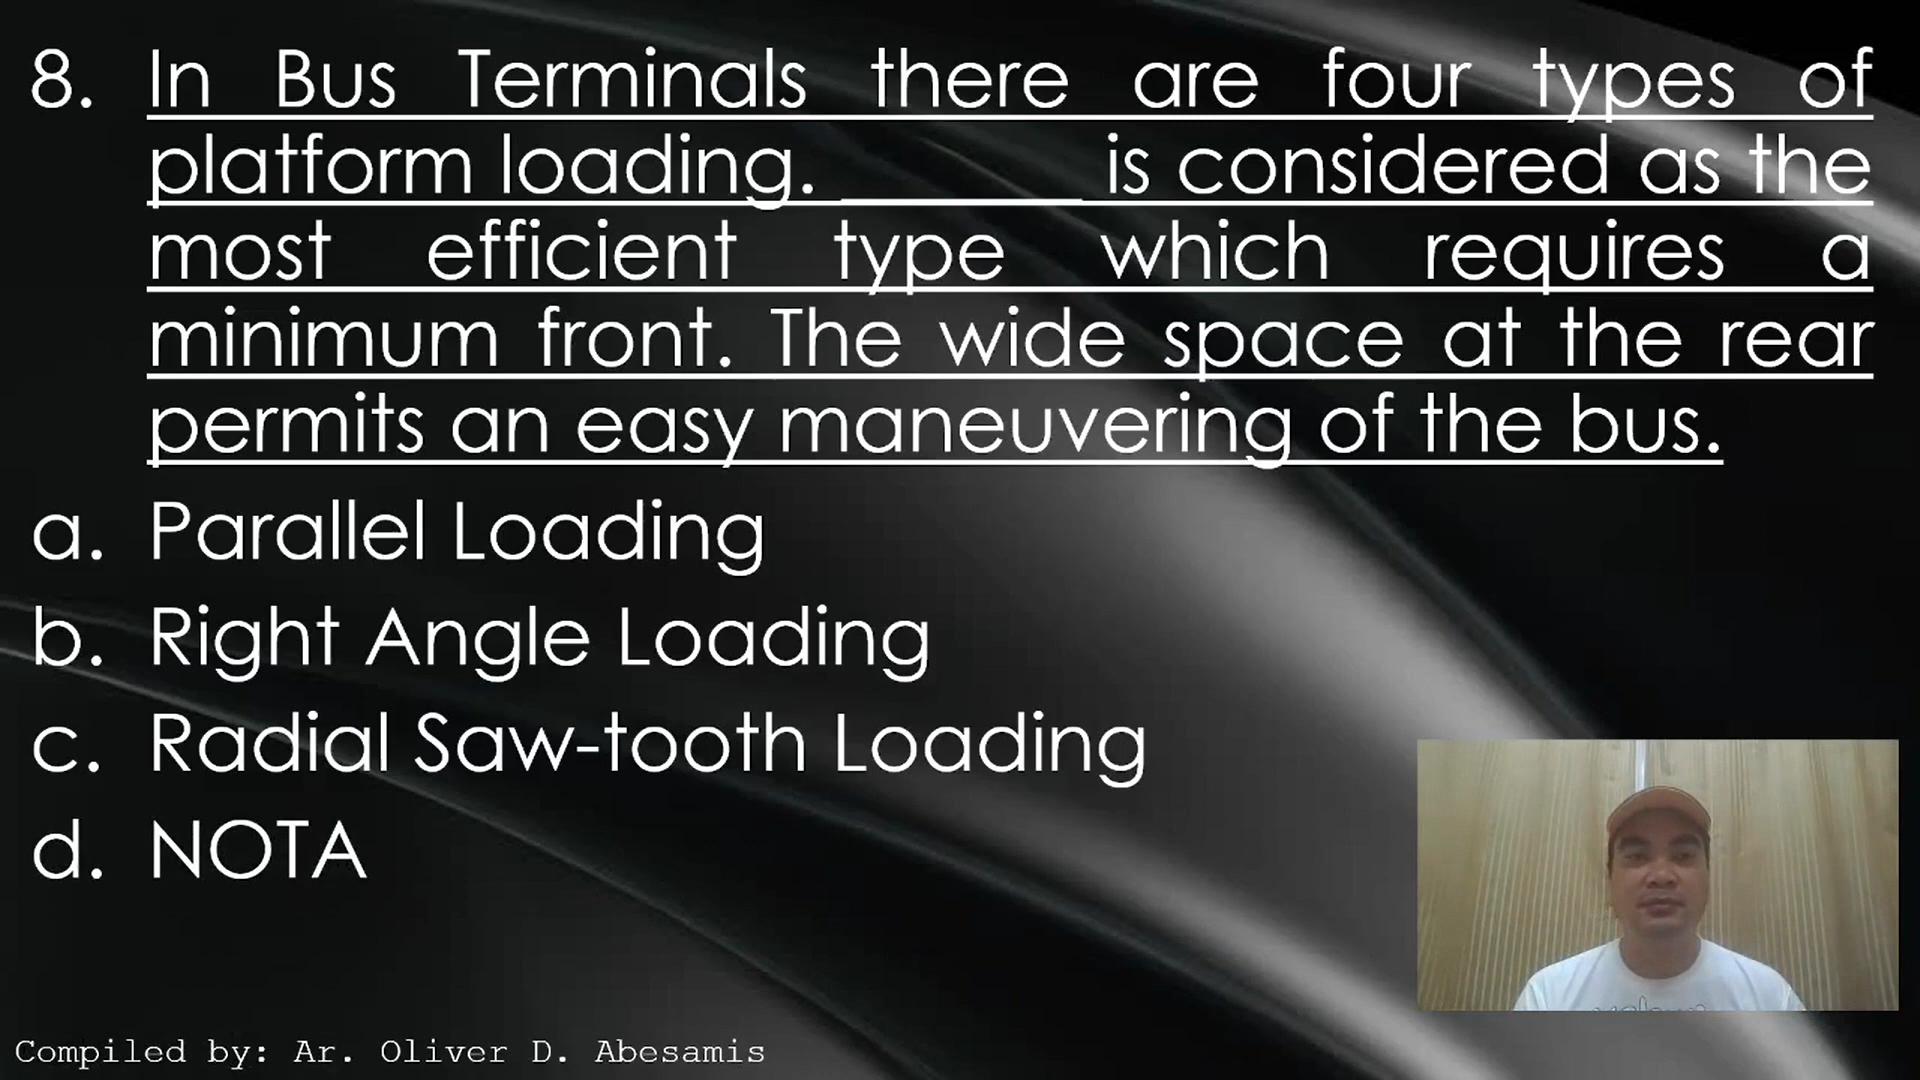 8. In Bus Terminals there are four types of
platform loading. ______ is considered as the
most efficient type which requires a
minimum front. The wide space at the rear
permits an easy maneuvering of the bus.
a. Parallel Loading
b. Right Angle Loading
c. Radial Saw-tooth Loading
d. NOTA
Compiled by: Ar. Oliver D. Abesamis